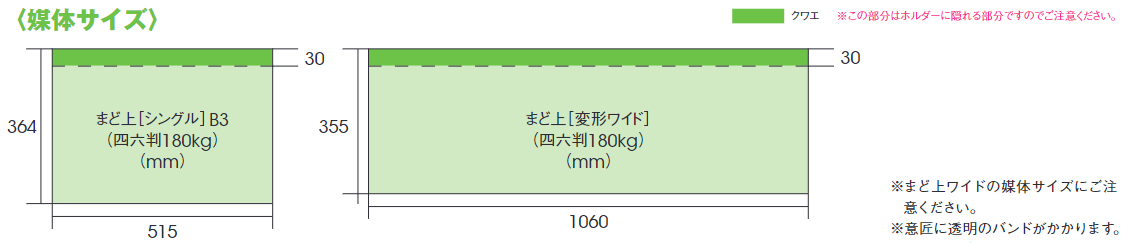 〈媒体サイズ〉
クワエ ※この部分はホルダーに隠れる部分ですのでご注意ください。
30
364
まど上［シングル］B3
（四六判180kg）
（mm）
515
30
355
まど上［変形ワイド］
（四六判180kg）
（mm）
1060
※まど上ワイドの媒体サイズにご注
意ください。
※意匠に透明のバンドがかかります。